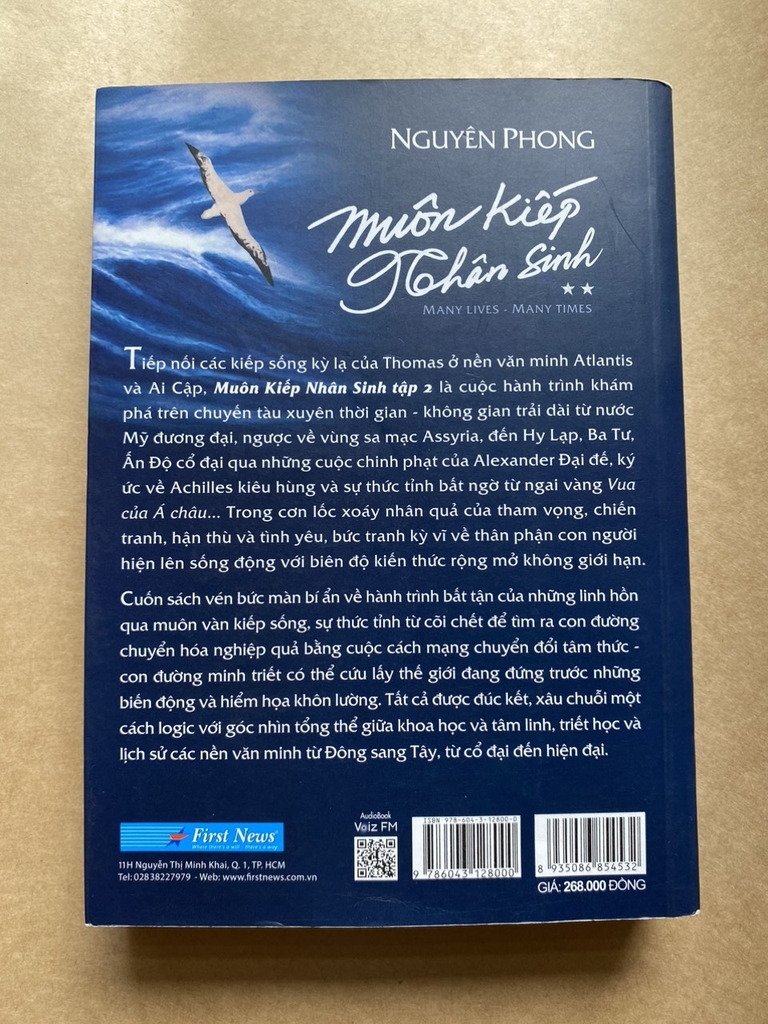 NGUYÊN PHONG
Muôn Kiếp
Nhân Sinh
★★
MANY LIVES - MANY TIMES
Tiếp nối các kiếp sống kỳ lạ của Thomas ở nền văn minh Atlantis
và Ai Cập, Muôn Kiếp Nhân Sinh tập 2 là cuộc hành trình khám
phá trên chuyến tàu xuyên thời gian - không gian trải dài từ nước
Mỹ đương đại, ngược về vùng sa mạc Assyria, đến Hy Lạp, Ba Tư,
Ấn Độ cổ đại qua những cuộc chinh phạt của Alexander Đại đế, ký
ức về Achilles kiêu hùng và sự thức tỉnh bất ngờ từ ngai vàng Vua
của Á châu... Trong cơn lốc xoáy nhân quả của tham vọng, chiến
tranh, hận thù và tình yêu, bức tranh kỳ vĩ về thân phận con người
hiện lên sống động với biên độ kiến thức rộng mở không giới hạn.
Cuốn sách vén bức màn bí ẩn về hành trình bất tận của những linh hồn
qua muôn vàn kiếp sống, sự thức tỉnh từ cõi chết để tìm ra con đường
chuyển hóa nghiệp quả bằng cuộc cách mạng chuyển đổi tâm thức -
con đường minh triết có thể cứu lấy thế giới đang đứng trước những
biến động và hiểm họa khôn lường. Tất cả được đúc kết, xâu chuỗi một
cách logic với góc nhìn tổng thể giữa khoa học và tâm linh, triết học và
lịch sử các nền văn minh từ Đông sang Tây, từ cổ đại đến hiện đại.
First News
Where there's a will... there's a way
11H Nguyễn Thị Minh Khai, Q. 1, TP. HCM
Tel: 02838227979 - Web: www.firstnews.com.vn
AudioBook
Voiz FM
ISBN 978-604-3-12800-0
9 786043 128000
8 935086 854532
GIÁ: 268.000 ĐỒNG